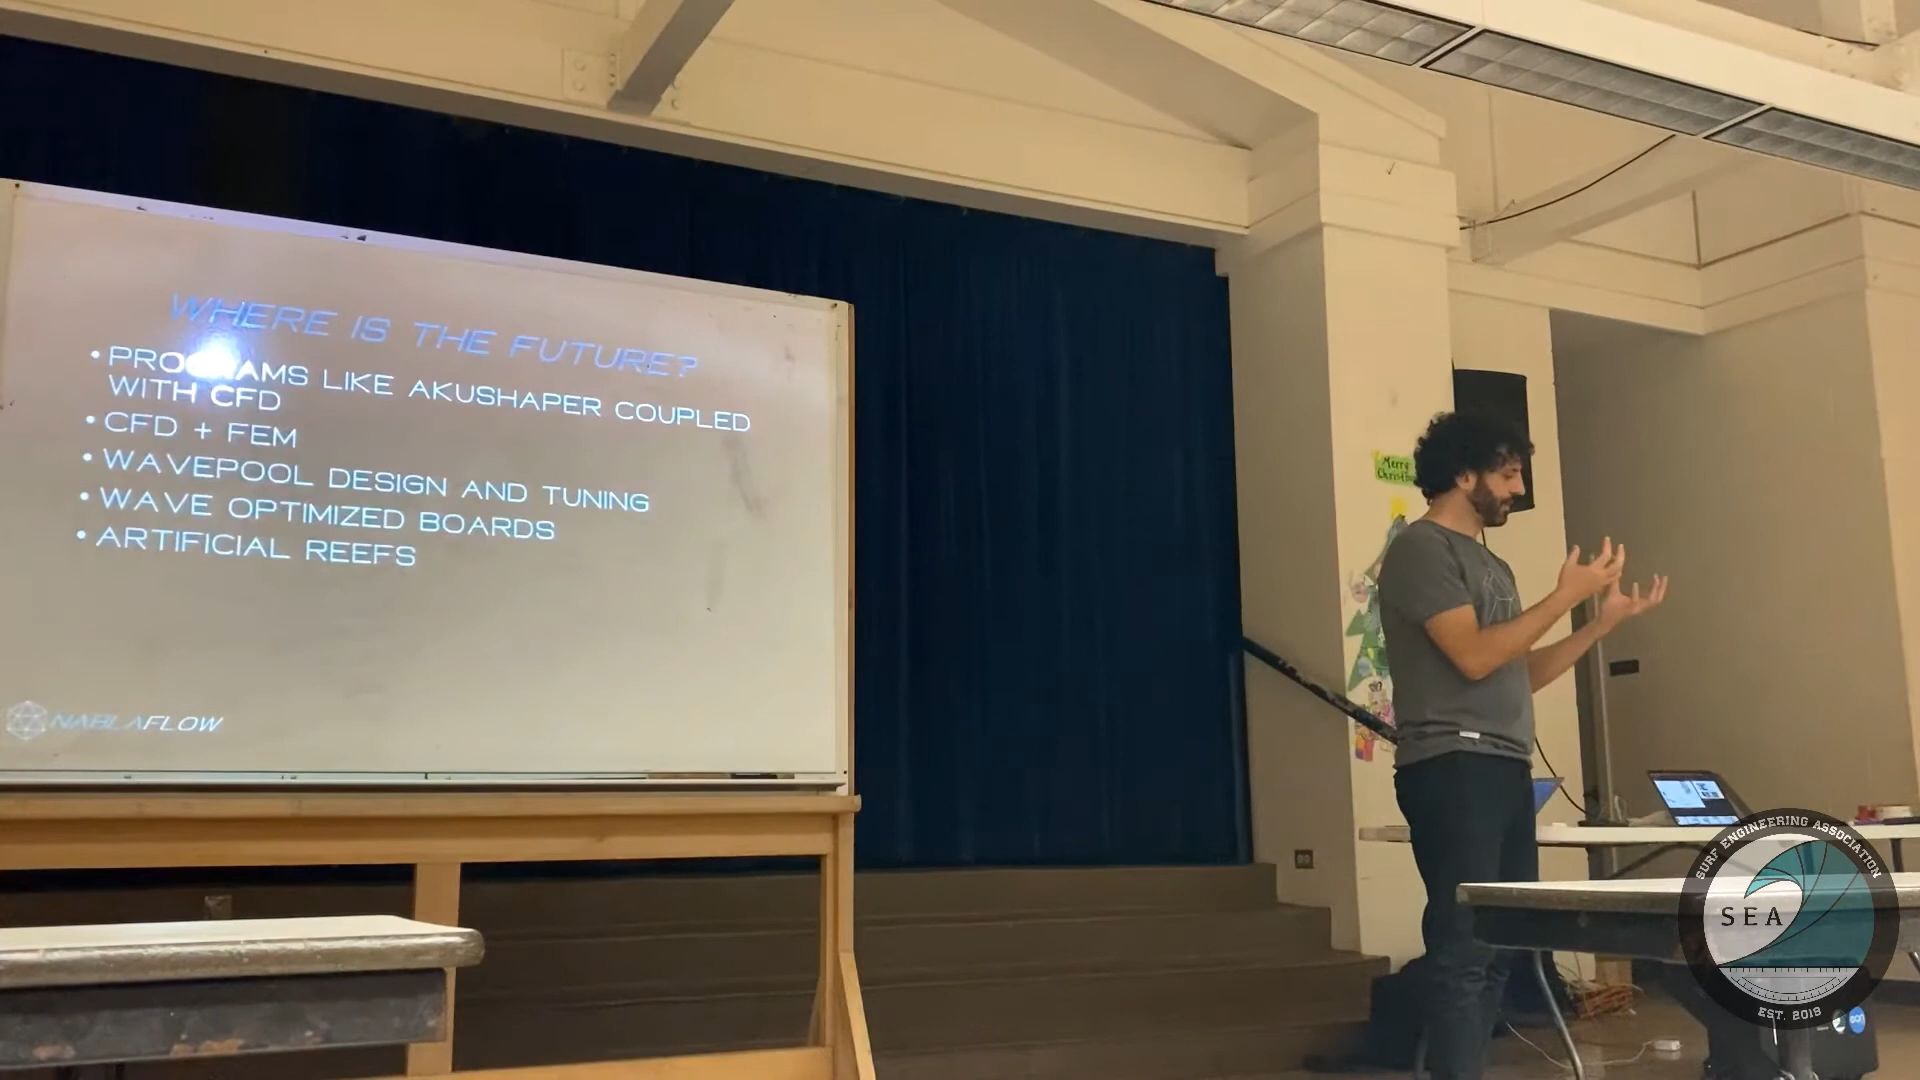 WHERE IS THE FUTURE?
• PROGRAMS LIKE AKUSHAPER COUPLED
WITH CFD
• CFD + FEM
• WAVEPOOL DESIGN AND TUNING
• WAVE OPTIMIZED BOARDS
• ARTIFICIAL REEFS
NABLAFLOW
Merry
SURF ENGINEERING ASSOCIATION
SEA
EST. 2019